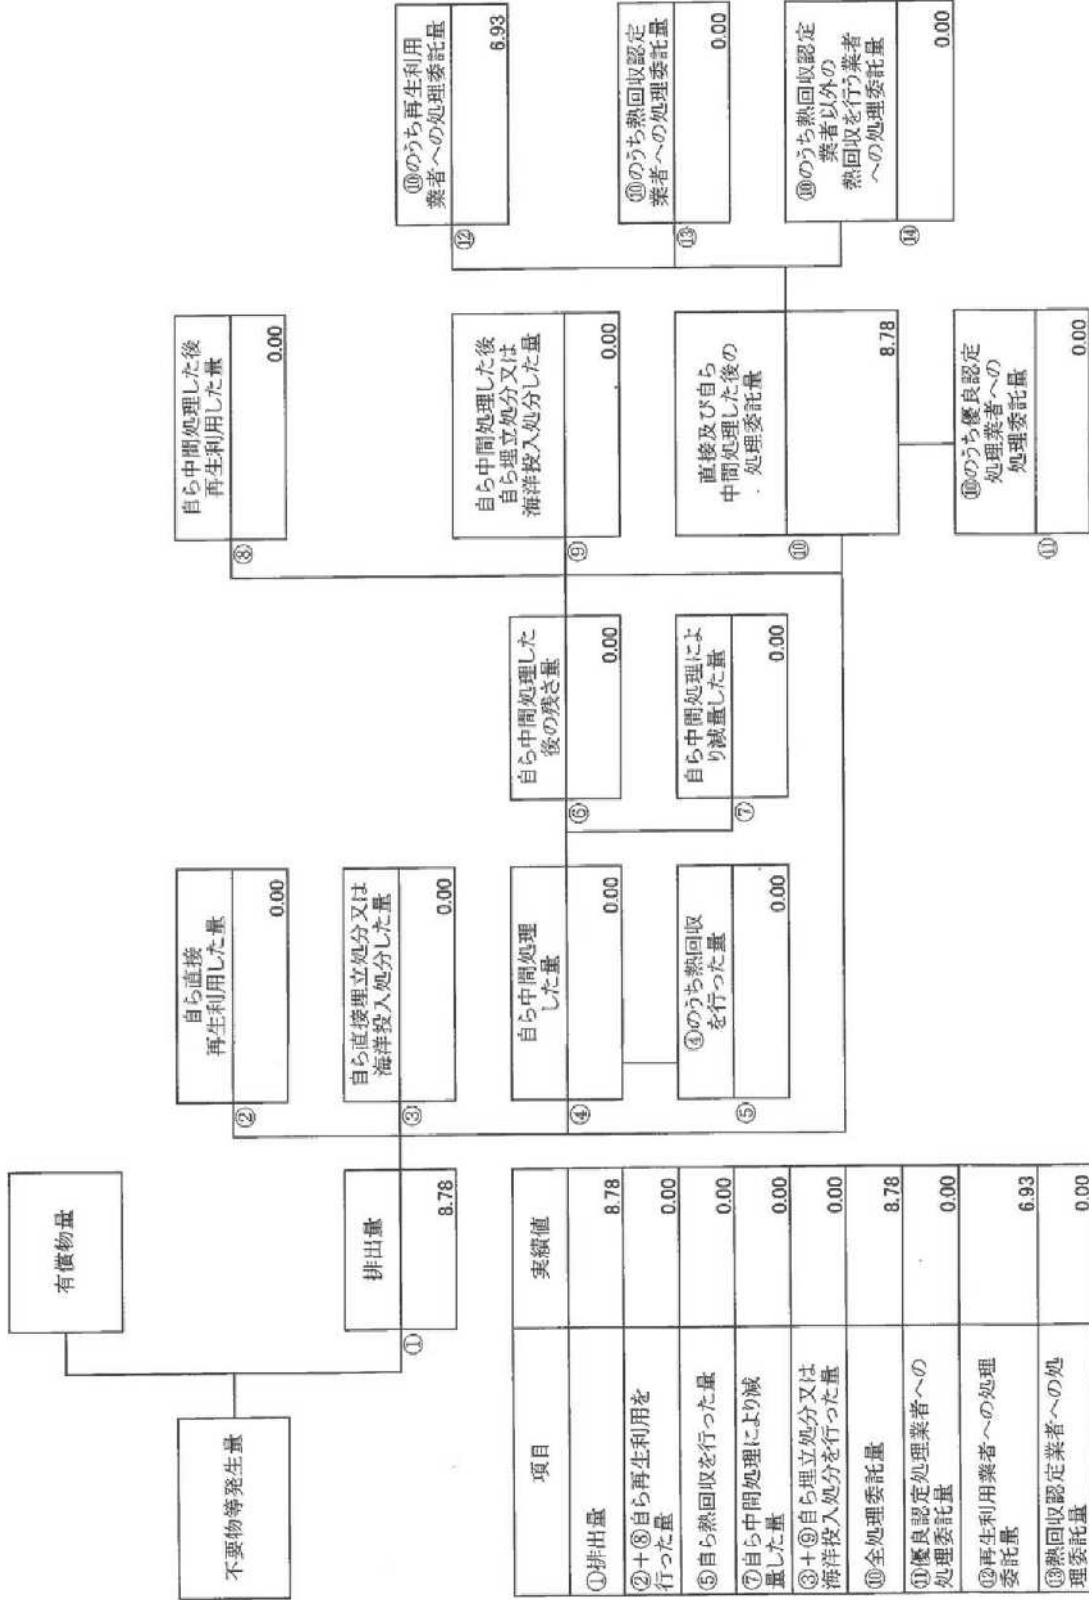 不要物等発生量
有償物量
排出量
①
8.78
自ら直接
再生利用した量
②
0.00
自ら直接埋立処分又は
海洋投入処分した量
③
0.00
自ら中間処理
した量
④
0.00
④のうち熱回収
を行った量
⑤
0.00
自ら中間処理した
後の残さ量
⑥
0.00
自ら中間処理によ
り減量した量
⑦
0.00
自ら中間処理した後
再生利用した量
⑧
0.00
自ら中間処理した後
自ら埋立処分又は
海洋投入処分した量
⑨
0.00
直接及び自ら
中間処理した後の
処理委託量
⑩
8.78
⑩のうち優良認定
処理業者への
処理委託量
⑪
0.00
⑩のうち再生利用
業者への処理委託量
⑫
6.93
⑩のうち熱回収認定
業者への処理委託量
⑬
0.00
⑩のうち熱回収認定
業者以外の
熱回収を行う業者
への処理委託量
⑭
0.00
項目
実績値
①排出量
8.78
②+⑧自ら再生利用を
行った量
0.00
⑤自ら熱回収を行った量
0.00
⑦自ら中間処理により減
量した量
0.00
③+⑨自ら埋立処分又は
海洋投入処分を行った量
0.00
⑩全処理委託量
8.78
⑪優良認定処理業者への
処理委託量
0.00
⑫再生利用業者への処理
委託量
6.93
⑬熱回収認定業者への処
理委託量
0.00